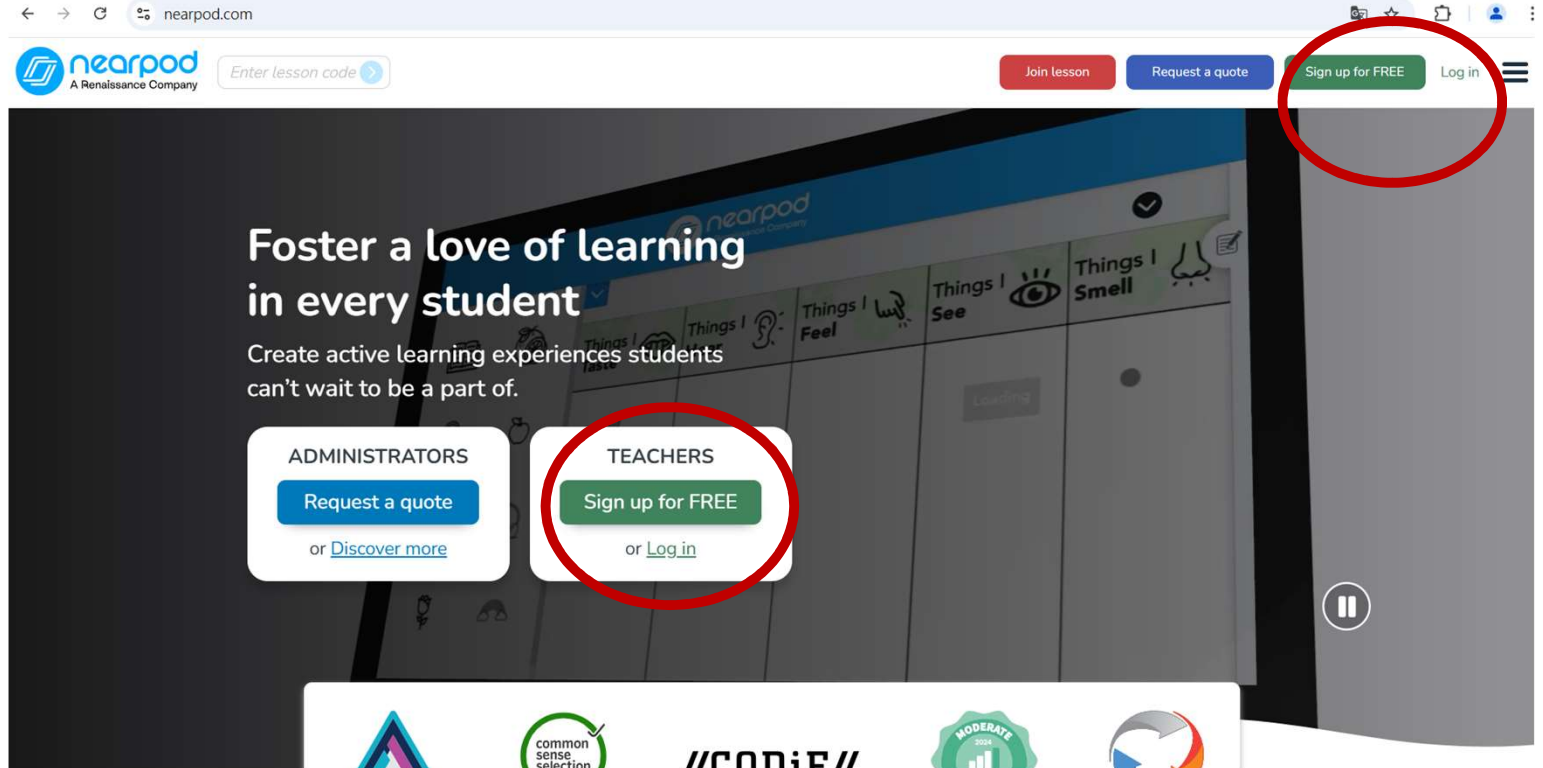 nearpod.com
nearpod
A Renaissance Company
Enter lesson code
Join lesson
Request a quote
Sign up for FREE
Log in
nearpod
Foster a love of learning
in every student
Create active learning experiences students
can't wait to be a part of.
Things I
Taste
Things I
Things I
Feel
Things I
See
Things I
Smell
Loading
ADMINISTRATORS
Request a quote
or Discover more
TEACHERS
Sign up for FREE
or Log in
common
sense
selection
//CODiE//
MODERATE
2024